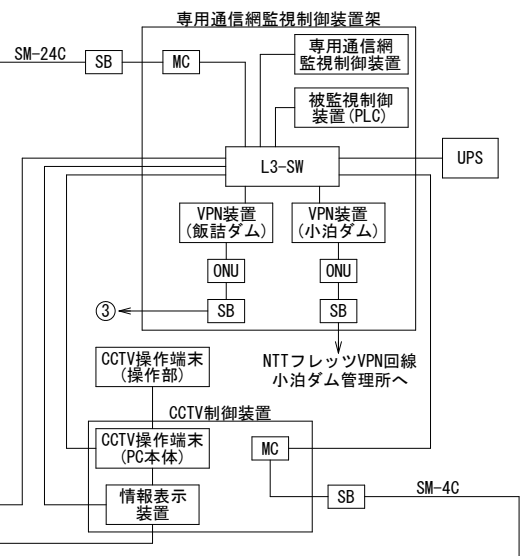 専用通信網監視制御装置架
SM-24C
SB
MC
専用通信網
監視制御装置
被監視制御
装置(PLC)
L3-SW
UPS
VPN装置
(飯詰ダム)
VPN装置
(小泊ダム)
ONU
ONU
③
SB
SB
NTTフレッツVPN回線
小泊ダム管理所へ
CCTV操作端末
(操作部)
CCTV制御装置
CCTV操作端末
(PC本体)
MC
情報表示
装置
SB
SM-4C